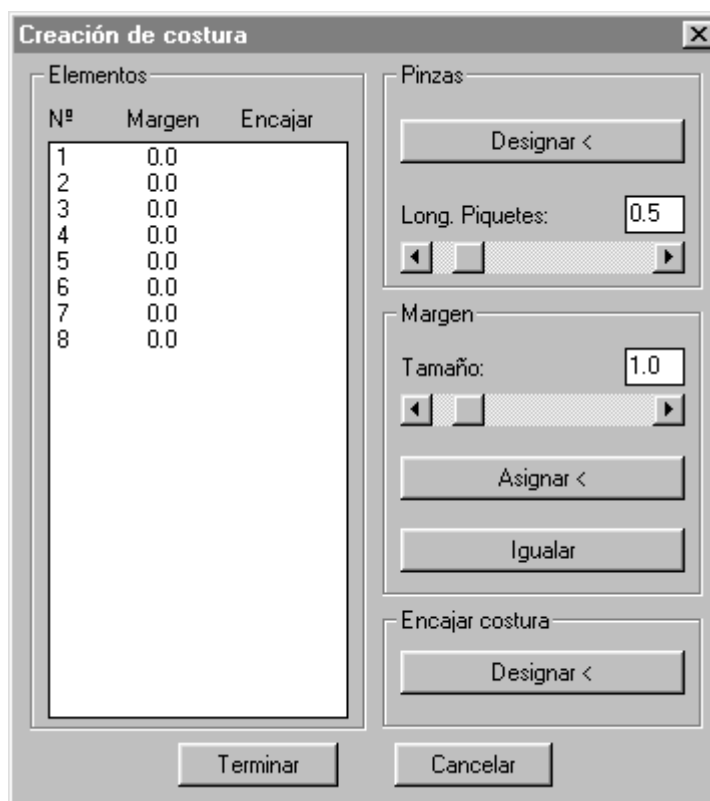 Creación de costura
Elementos
Nº Margen Encajar
1 0.0
2 0.0
3 0.0
4 0.0
5 0.0
6 0.0
7 0.0
8 0.0
Pinzas
Designar <
Long. Piquetes: 0.5
Margen
Tamaño: 1.0
Asignar <
Igualar
Encajar costura
Designar <
Terminar Cancelar